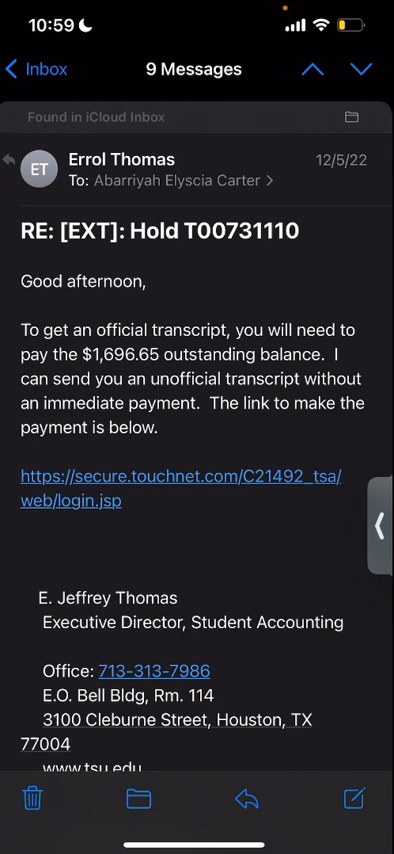 10:59
Inbox
9 Messages
Found in iCloud Inbox
ET
Errol Thomas
12/5/22
To: Abarriyah Elyscia Carter >
RE: [EXT]: Hold T00731110
Good afternoon,
To get an official transcript, you will need to
pay the $1,696.65 outstanding balance. I
can send you an unofficial transcript without
an immediate payment. The link to make the
payment is below.
https://secure.touchnet.com/C21492_tsa/
web/login.jsp
E. Jeffrey Thomas
Executive Director, Student Accounting
Office: 713-313-7986
E.O. Bell Bldg, Rm. 114
3100 Cleburne Street, Houston, TX
77004
www.tsu.edu